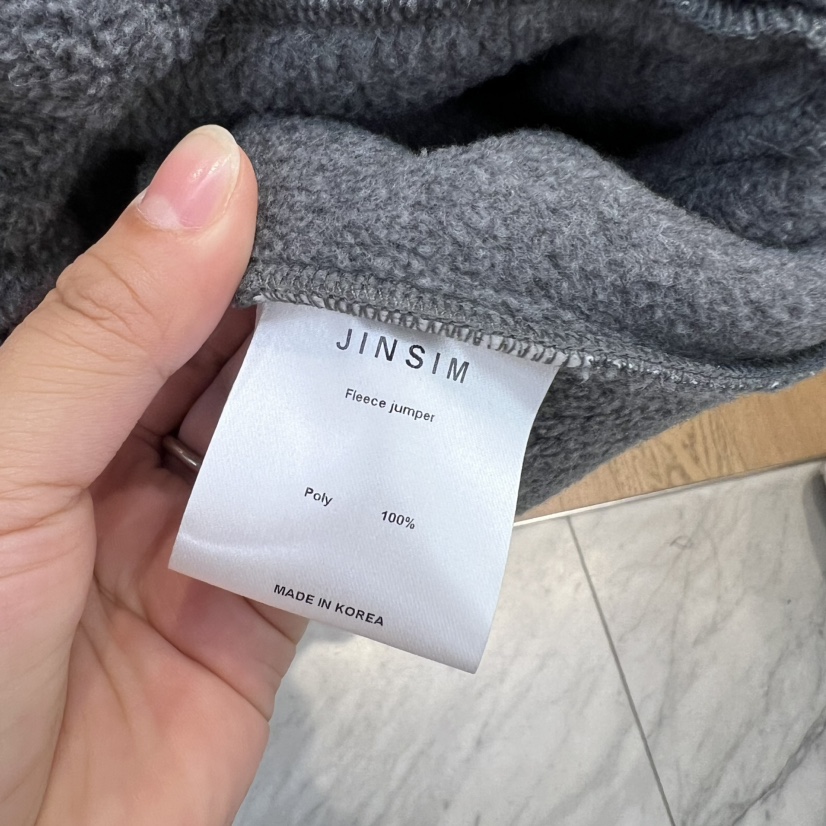 JINSIM
Fleece jumper
Poly 100%
MADE IN KOREA